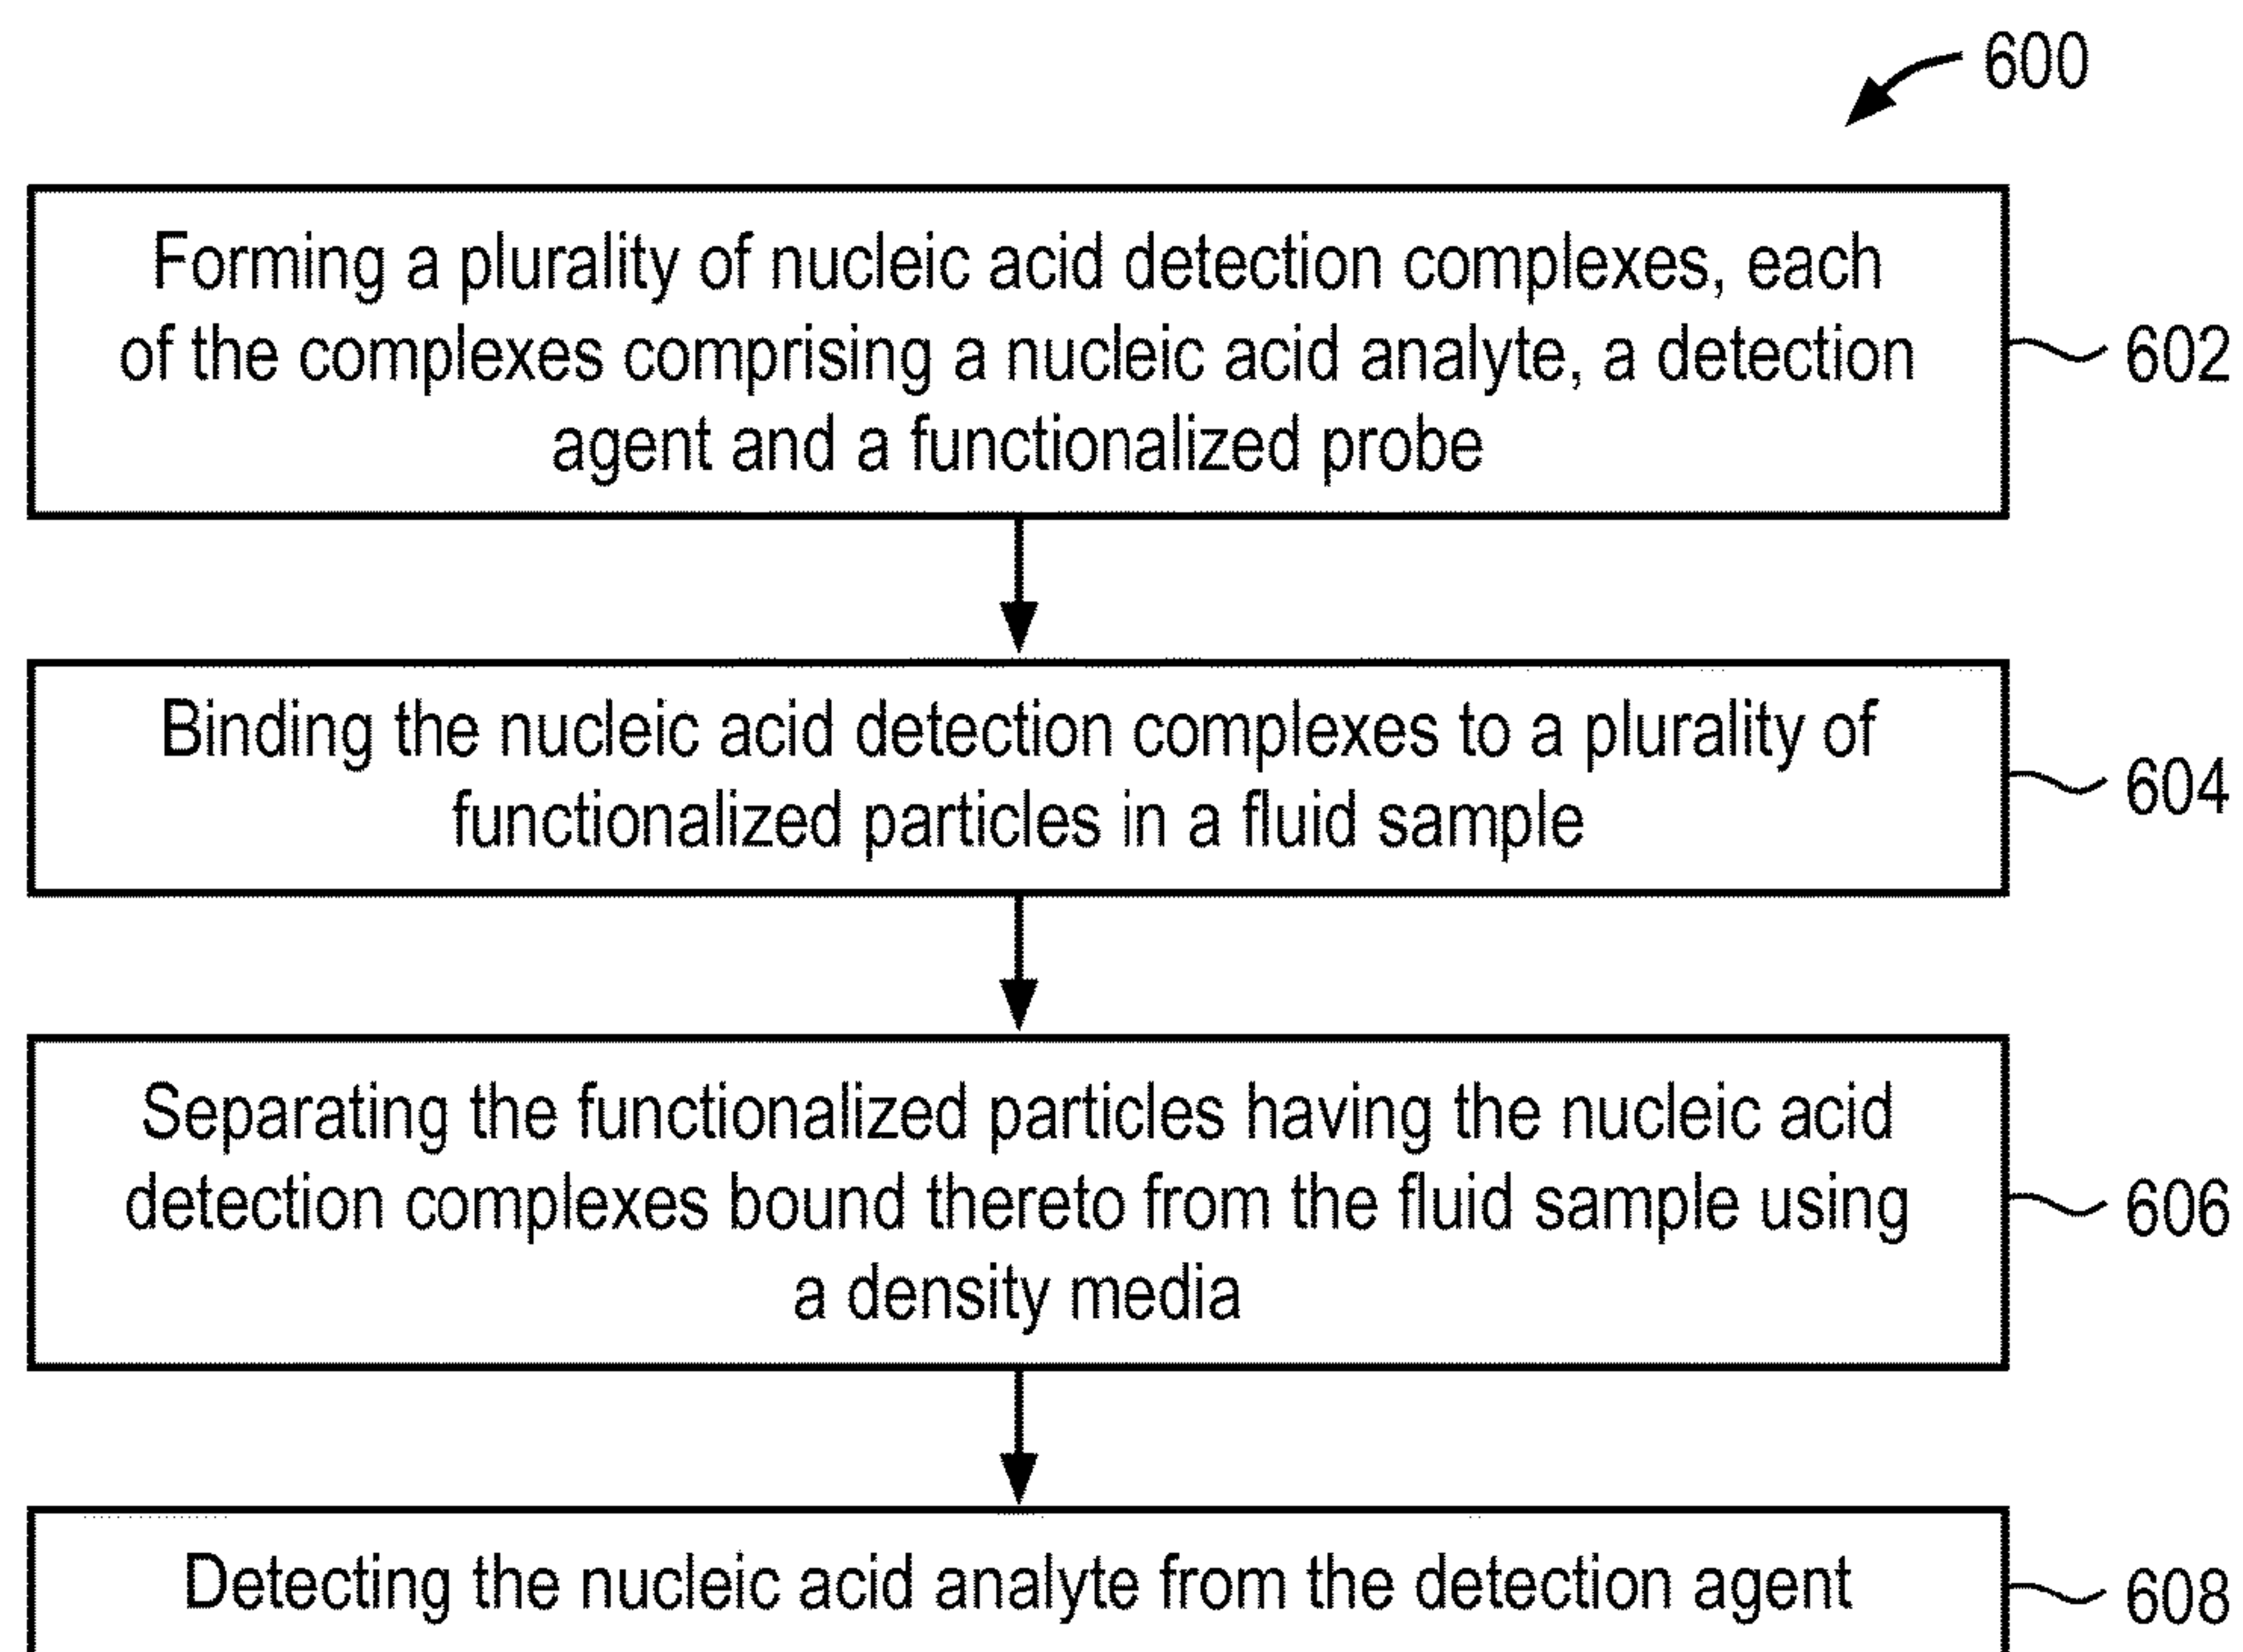 600
Forming a plurality of nucleic acid detection complexes, each
of the complexes comprising a nucleic acid analyte, a detection
agent and a functionalized probe
602
Binding the nucleic acid detection complexes to a plurality of
functionalized particles in a fluid sample
604
Separating the functionalized particles having the nucleic acid
detection complexes bound thereto from the fluid sample using
a density media
606
Detecting the nucleic acid analyte from the detection agent
608